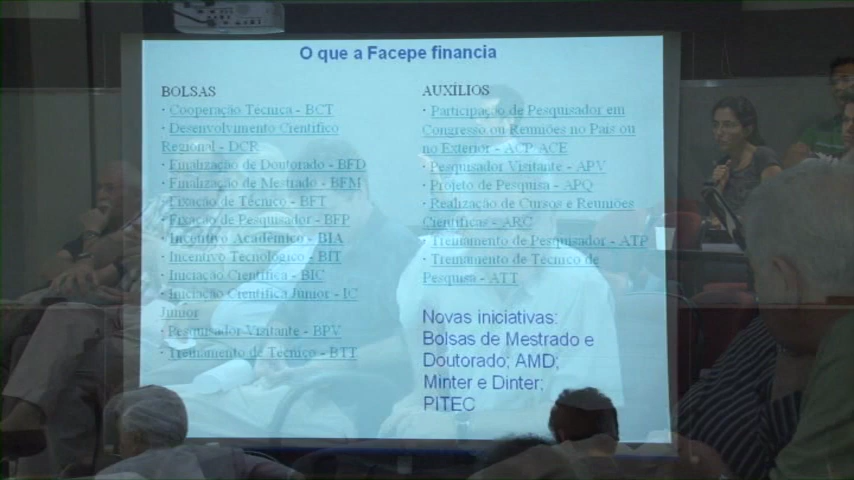 O que a Facepe financia
BOLSAS
· Cooperação Técnica - BCT
· Desenvolvimento Científico
Regional - DCR
· Finalização de Doutorado - BFD
· Finalização de Mestrado - BFM
· Fixação de Técnico - BFT
· Fixação de Pesquisador - BFP
· Incentivo Acadêmico - BIA
· Incentivo Tecnológico - BIT
· Iniciação Científica - BIC
· Iniciação Científica Junior - IC
Junior
· Pesquisador Visitante - BPV
· Treinamento de Técnico - BTT
AUXÍLIOS
· Participação de Pesquisador em
Congresso ou Reuniões no País ou
no Exterior - ACP, ACE
· Pesquisador Visitante - APV
· Projeto de Pesquisa - APQ
· Realização de Cursos e Reuniões
Científicas - ARC
· Treinamento de Pesquisador - ATP
· Treinamento de Técnico de
Pesquisa - ATT
Novas iniciativas:
Bolsas de Mestrado e
Doutorado; AMD;
Minter e Dinter;
PITEC